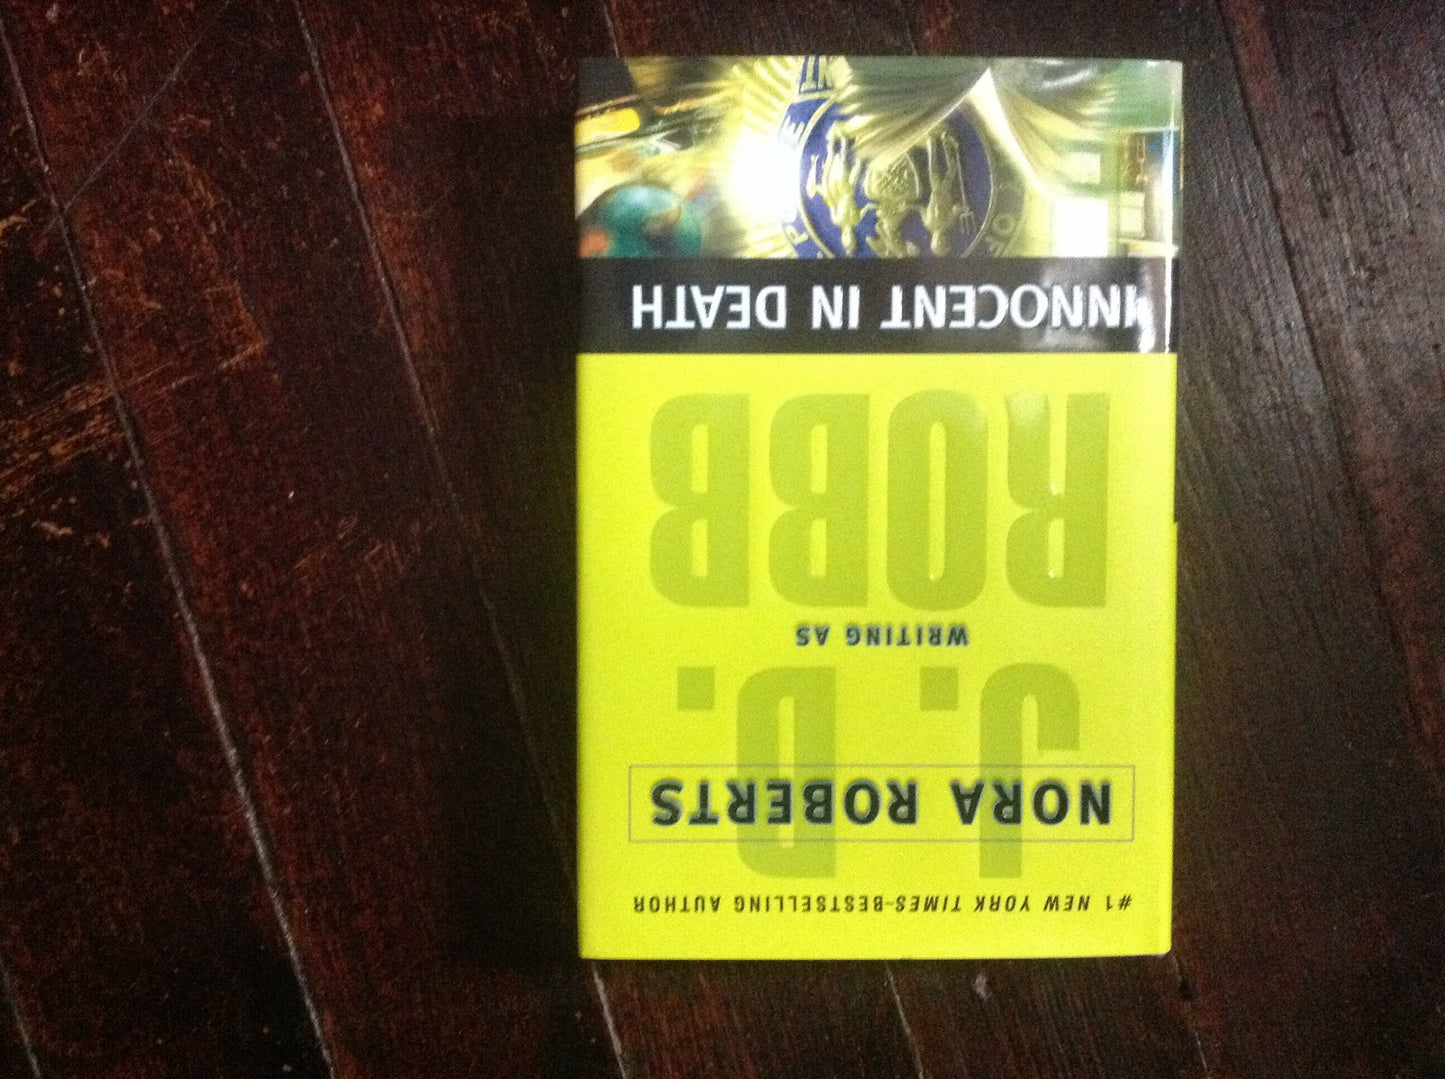 #1 NEW YORK TIMES-BESTSELLING AUTHOR
NORA ROBERTS
J. D.
WRITING AS
ROBB
INNOCENT IN DEATH